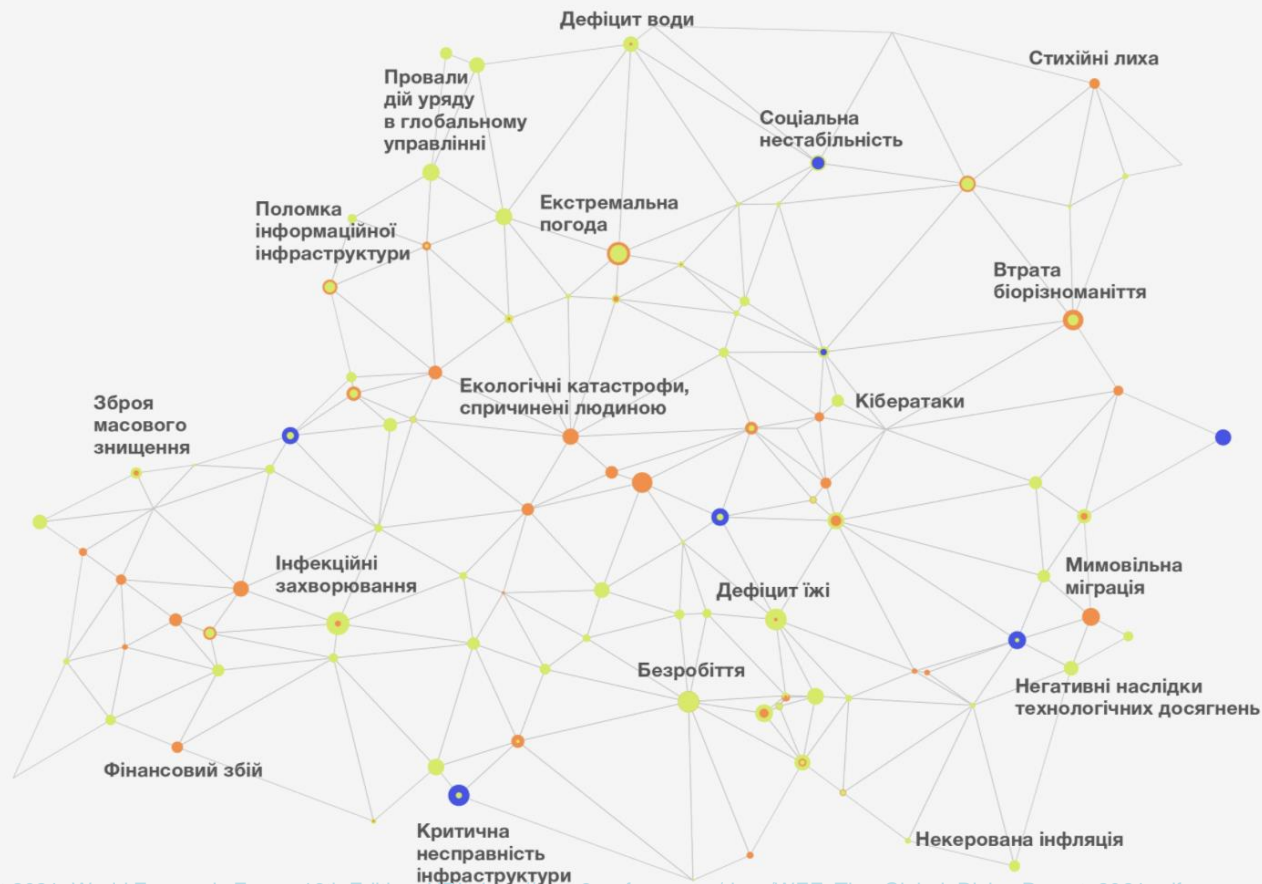 Дефіцит води
Стихійні лиха
Провали
дій уряду
в глобальному
управлінні
Соціальна
нестабільність
Поломка
інформаційної
інфраструктури
Екстремальна
погода
Втрата
біорізноманіття
Екологічні катастрофи,
спричинені людиною
Кібератаки
Зброя
масового
знищення
Інфекційні
захворювання
Дефіцит їжі
Мимовільна
міграція
Безробіття
Негативні наслідки
технологічних досягнень
Фінансовий збій
Критична
несправність
інфраструктури
Некерована інфляція